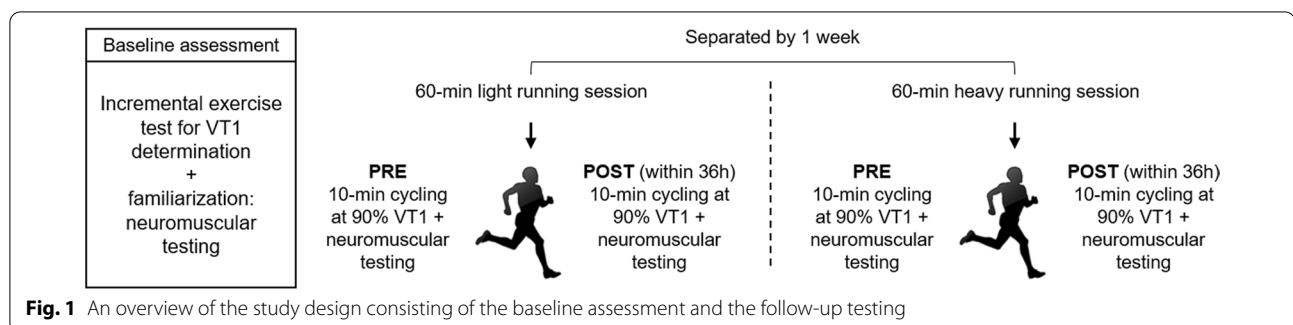 Baseline assessment
Incremental exercise
test for VT1
determination
+
familiarization:
neuromuscular
testing
Separated by 1 week
60-min light running session
PRE
10-min cycling
at 90% VT1 +
neuromuscular
testing
POST (within 36h)
10-min cycling at
90% VT1 +
neuromuscular
testing
60-min heavy running session
PRE
10-min cycling
at 90% VT1 +
neuromuscular
testing
POST (within 36h)
10-min cycling at
90% VT1 +
neuromuscular
testing
Fig. 1 An overview of the study design consisting of the baseline assessment and the follow-up testing